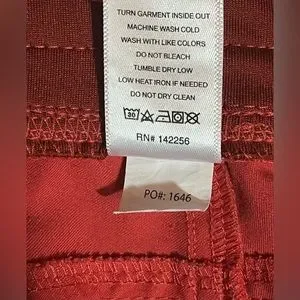 TURN GARMENT INSIDE OUT
MACHINE WASH COLD
WASH WITH LIKE COLORS
DO NOT BLEACH
TUMBLE DRY LOW
LOW HEAT IRON IF NEEDED
DO NOT DRY CLEAN
30
RN# 142256
PO#: 1646